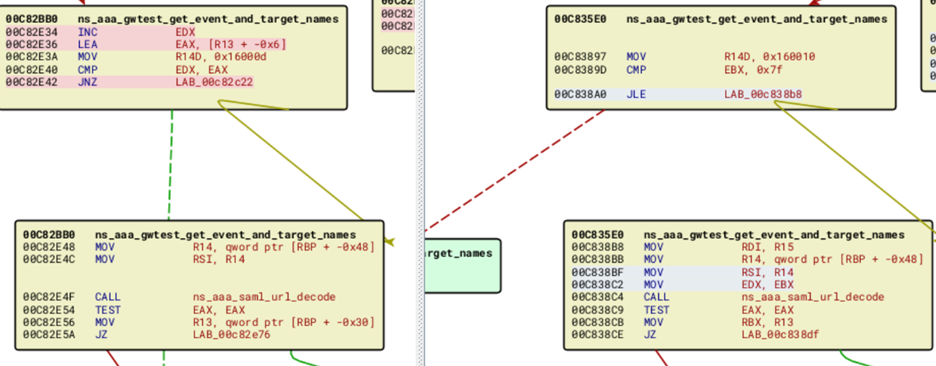 00C82BB0 ns_aaa_gwtest_get_event_and_target_names
00C82E34 INC EDX
00C82E36 LEA EAX, [R13 + -0x6]
00C82E3A MOV R14D, 0x16000d
00C82E40 CMP EDX, EAX
00C82E42 JNZ LAB_00c82c22
00C82
00C82
00C835E0 ns_aaa_gwtest_get_event_and_target_names
00C83897 MOV R14D, 0x160010
00C8389D CMP EBX, 0x7f
00C838A0 JLE LAB_00c838b8
00C82BB0 ns_aaa_gwtest_get_event_and_target_names
00C82E48 MOV R14, qword ptr [RBP + -0x48]
00C82E4C MOV RSI, R14
00C82E4F CALL ns_aaa_saml_url_decode
00C82E54 TEST EAX, EAX
00C82E56 MOV R13, qword ptr [RBP + -0x30]
00C82E5A JZ LAB_00c82e76
rget_names
00C835E0 ns_aaa_gwtest_get_event_and_target_names
00C838B8 MOV RDI, R15
00C838BB MOV R14, qword ptr [RBP + -0x48]
00C838BF MOV RSI, R14
00C838C2 MOV EDX, EBX
00C838C4 CALL ns_aaa_saml_url_decode
00C838C9 TEST EAX, EAX
00C838CB MOV RBX, R13
00C838CE JZ LAB_00c838df